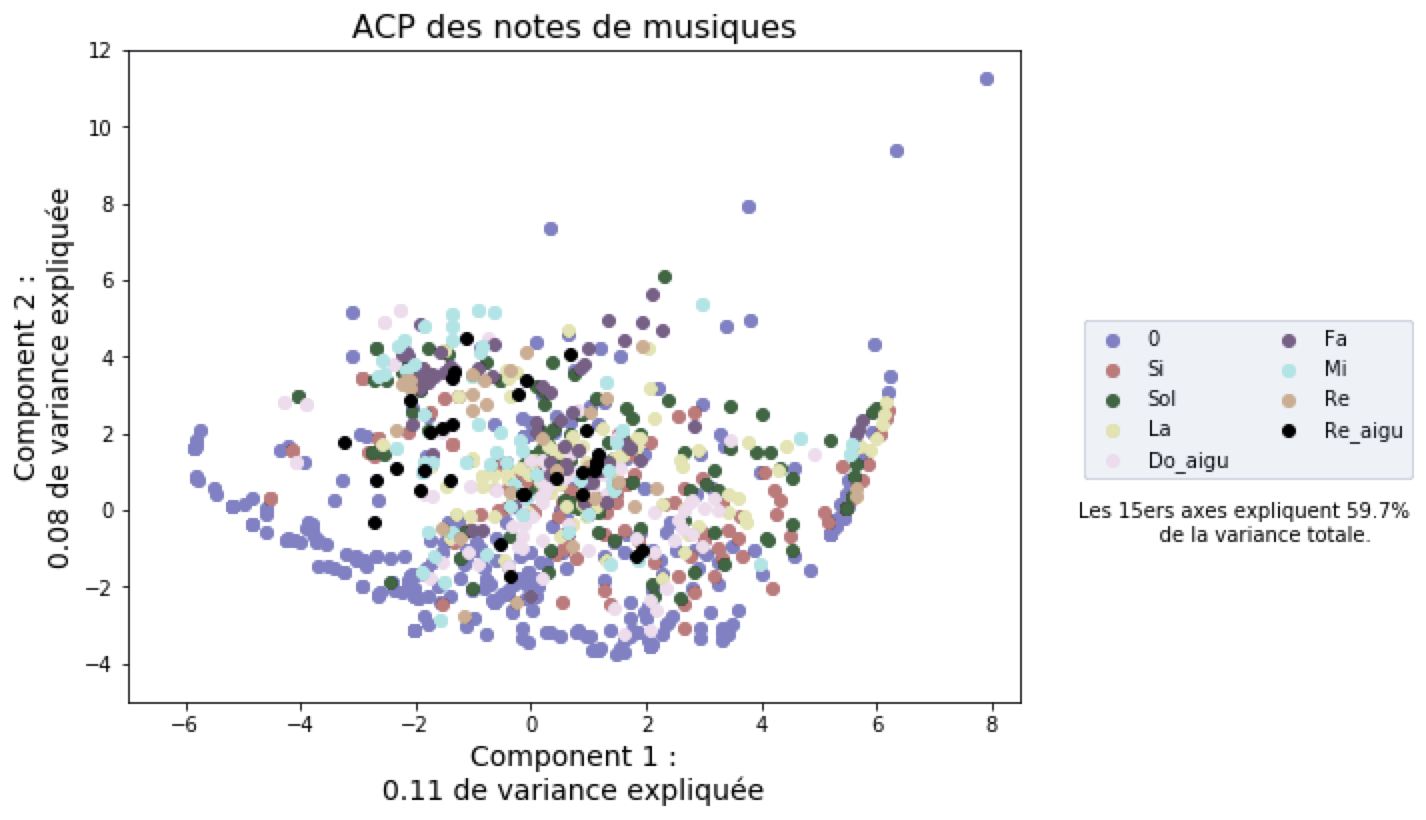 ACP des notes de musiques
12
10
8
6
4
2
0
−2
−4
Component 2 :
0.08 de variance expliquée
−6
−4
−2
0
2
4
6
8
Component 1 :
0.11 de variance expliquée
0
Si
Sol
La
Do_aigu
Fa
Mi
Re
Re_aigu
Les 15ers axes expliquent 59.7%
de la variance totale.